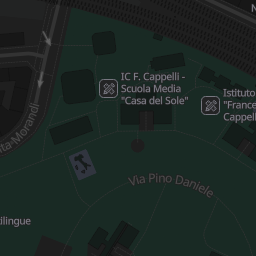 IC F. Cappelli -
Scuola Media
"Casa del Sole"
Istituto
"France
Cappell
Via Pino Daniele
ta Morandi
ilingue